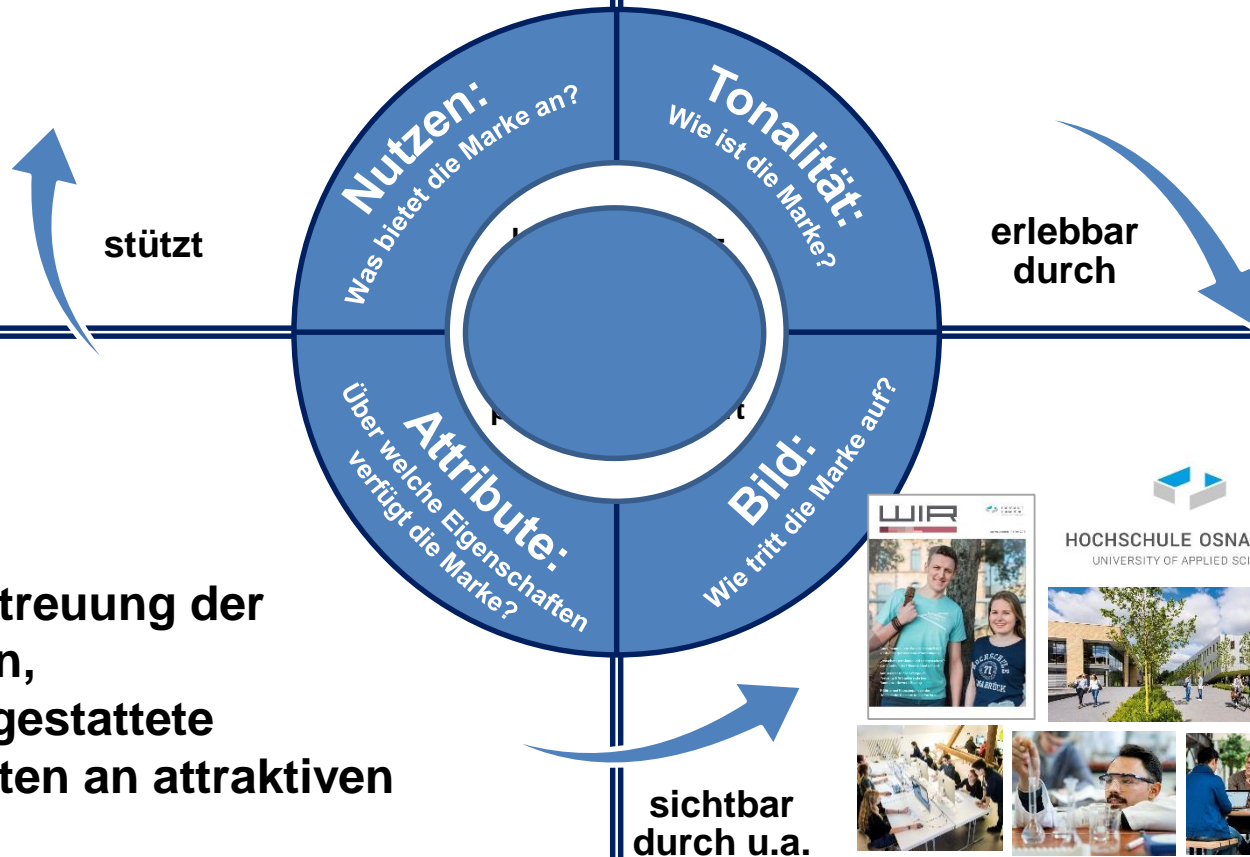 Nutzen:
Was bietet die Marke an?
Tonalität:
Wie ist die Marke?
stützt
erlebbar
durch
Attribute:
Über welche Eigenschaften
verfügt die Marke?
Bild:
Wie tritt die Marke auf?
WIR
HOCHSCHULE OSNA
UNIVERSITY OF APPLIED SCI
HOCHSCHULE
71
treuung der
n,
gestattete
ten an attraktiven
sichtbar
durch u.a.